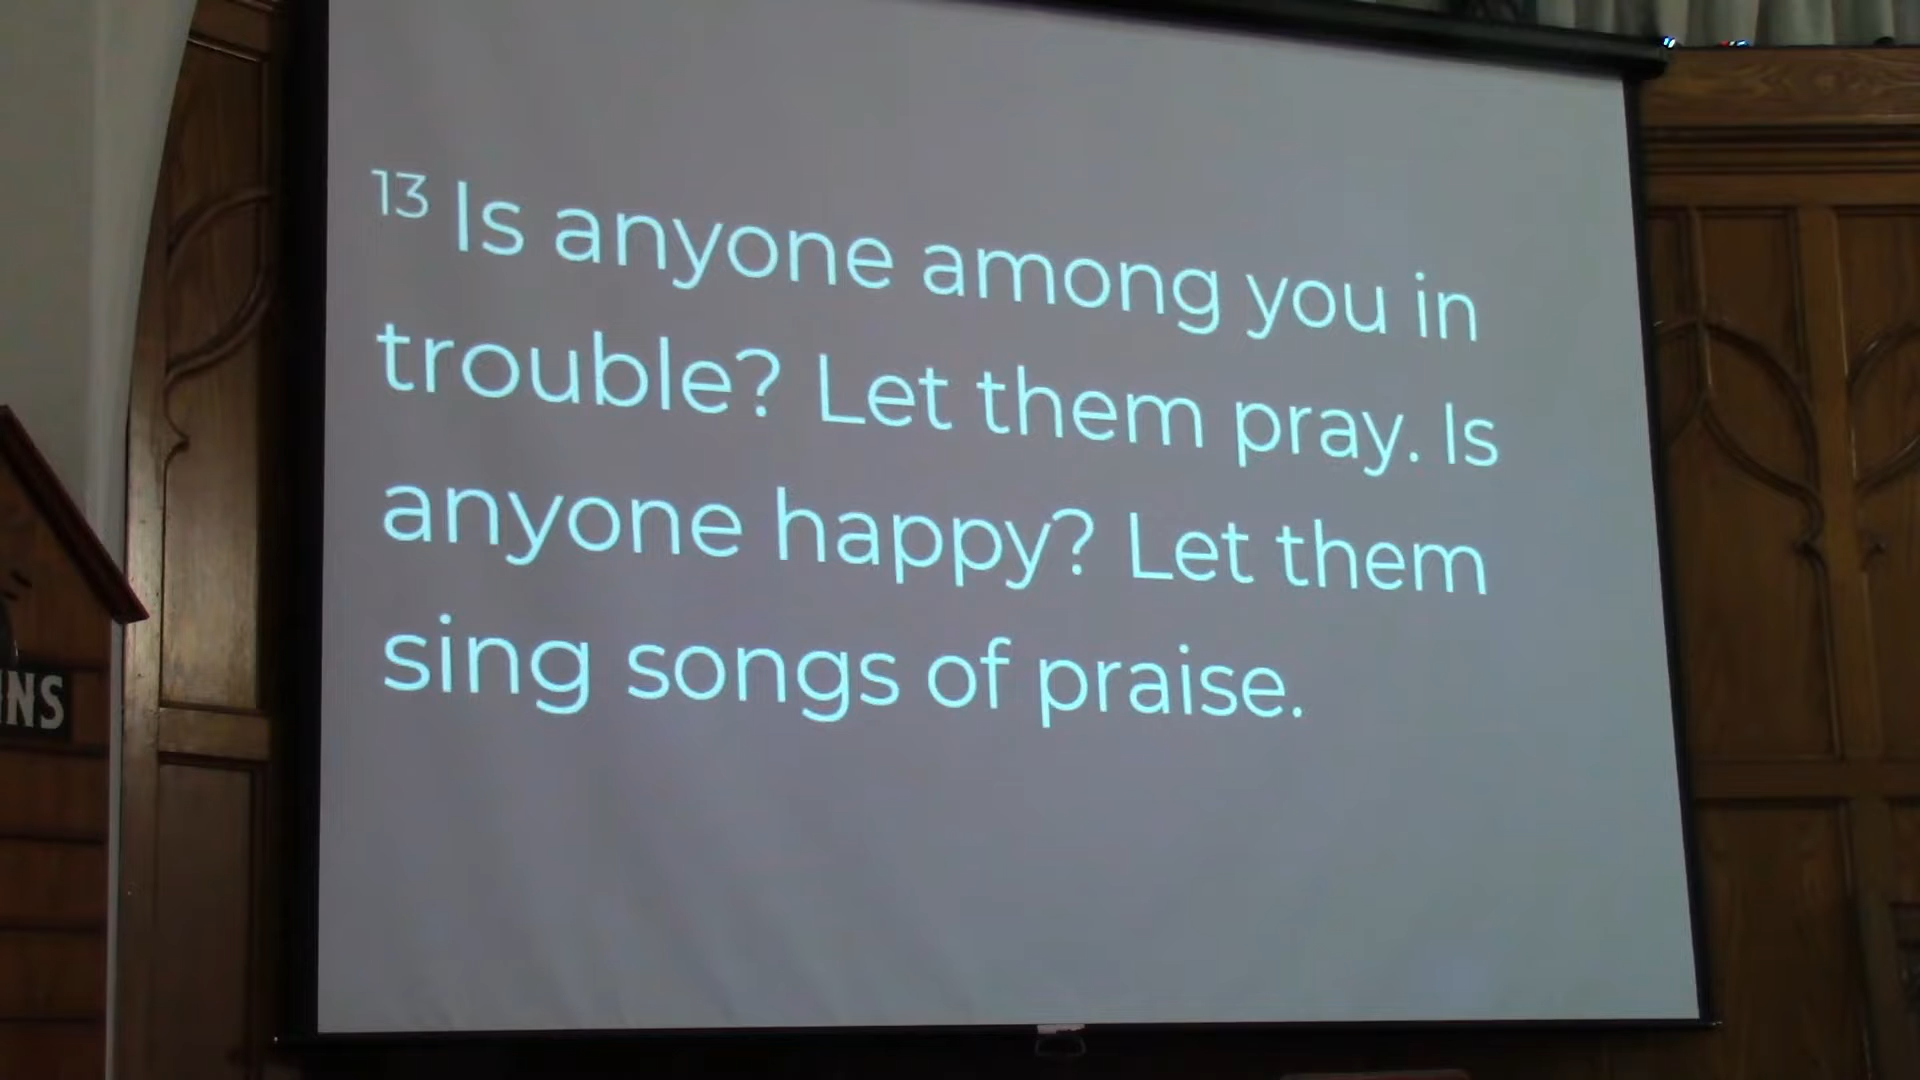 13 Is anyone among you in
trouble? Let them pray. Is
anyone happy? Let them
sing songs of praise.
INS